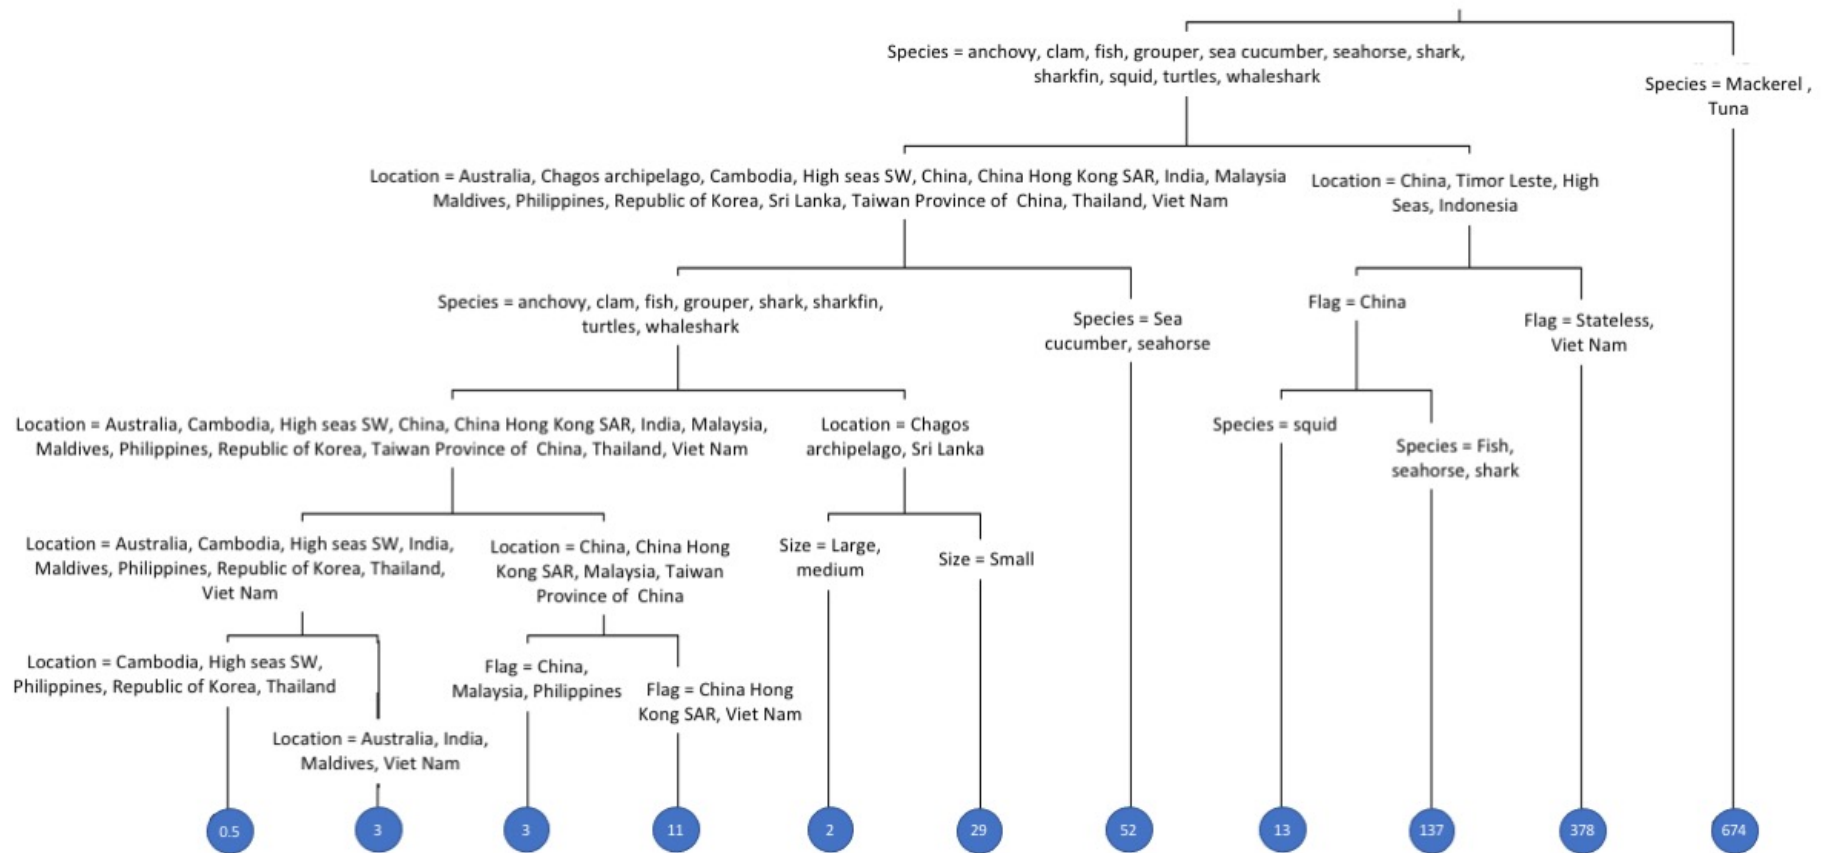 Species = anchovy, clam, fish, grouper, sea cucumber, seahorse, shark,
sharkfin, squid, turtles, whaleshark
Species = Mackerel ,
Tuna
Location = Australia, Chagos archipelago, Cambodia, High seas SW, China, China Hong Kong SAR, India, Malaysia
Maldives, Philippines, Republic of Korea, Sri Lanka, Taiwan Province of China, Thailand, Viet Nam
Location = China, Timor Leste, High
Seas, Indonesia
Species = anchovy, clam, fish, grouper, shark, sharkfin,
turtles, whaleshark
Species = Sea
cucumber, seahorse
Flag = China
Flag = Stateless,
Viet Nam
Location = Australia, Cambodia, High seas SW, China, China Hong Kong SAR, India, Malaysia,
Maldives, Philippines, Republic of Korea, Taiwan Province of China, Thailand, Viet Nam
Location = Chagos
archipelago, Sri Lanka
Species = squid
Species = Fish,
seahorse, shark
Location = Australia, Cambodia, High seas SW, India,
Maldives, Philippines, Republic of Korea, Thailand,
Viet Nam
Location = China, China Hong
Kong SAR, Malaysia, Taiwan
Province of China
Size = Large,
medium
Size = Small
Location = Cambodia, High seas SW,
Philippines, Republic of Korea, Thailand
Location = Australia, India,
Maldives, Viet Nam
Flag = China,
Malaysia, Philippines
Flag = China Hong
Kong SAR, Viet Nam
0.5
3
3
11
2
29
52
13
137
378
674